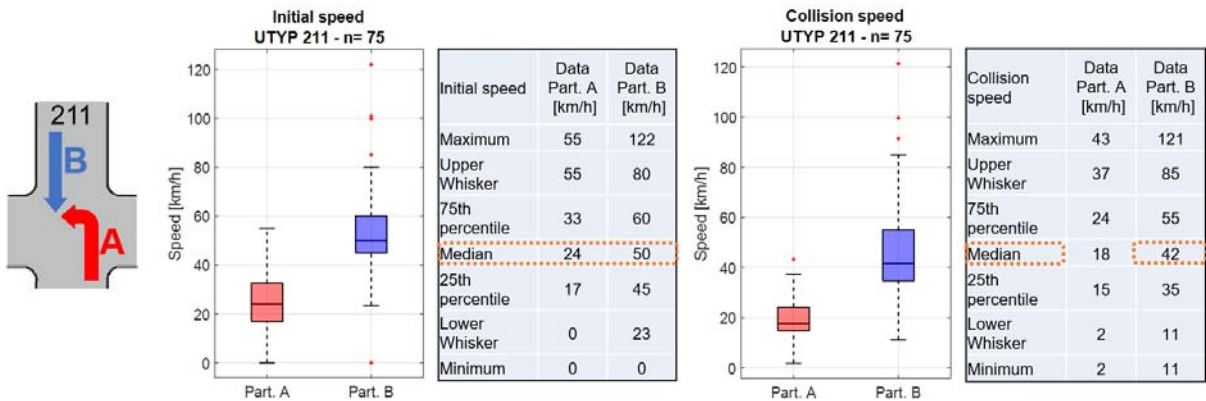 211
B
A
Initial speed
UTYP 211 - n= 75
Speed [km/h]
120
100
80
60
40
20
0
Part. A
Part. B
Initial speed
Data Part. A [km/h]
Data Part. B [km/h]
Maximum 55 122
Upper Whisker 55 80
75th percentile 33 60
Median 24 50
25th percentile 17 45
Lower Whisker 0 23
Minimum 0 0
Collision speed
UTYP 211 - n= 75
Speed [km/h]
120
100
80
60
40
20
0
Part. A
Part. B
Collision speed
Data Part. A [km/h]
Data Part. B [km/h]
Maximum 43 121
Upper Whisker 37 85
75th percentile 24 55
Median 18 42
25th percentile 15 35
Lower Whisker 2 11
Minimum 2 11